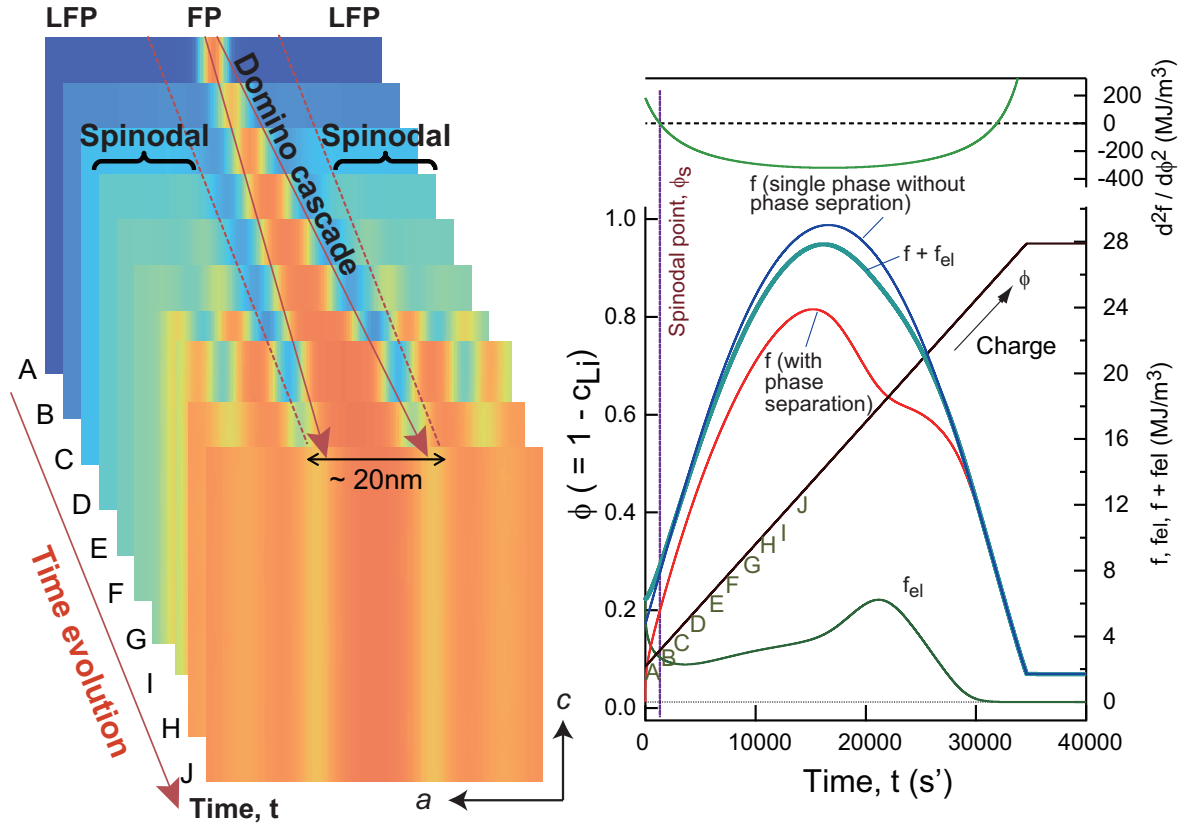 LFP FP LFP
Domino cascade
Spinodal Spinodal
A
B
C
D
E
F
G
I
H
J
~ 20nm
Time evolution
Time, t
c
a
200
0
-200
-400
d²f / dϕ² (MJ/m³)
Spinodal point, ϕₛ
f (single phase without
phase sepration)
f + fₑₗ
f (with
phase
separation)
ϕ
Charge
fₑₗ
A
B
C
D
E
F
G
H
I
J
1.0
0.8
0.6
0.4
0.2
0.0
ϕ ( = 1 - c_Li)
28
24
20
16
12
8
4
0
f, fel, f + fel (MJ/m³)
0 10000 20000 30000 40000
Time, t (s')